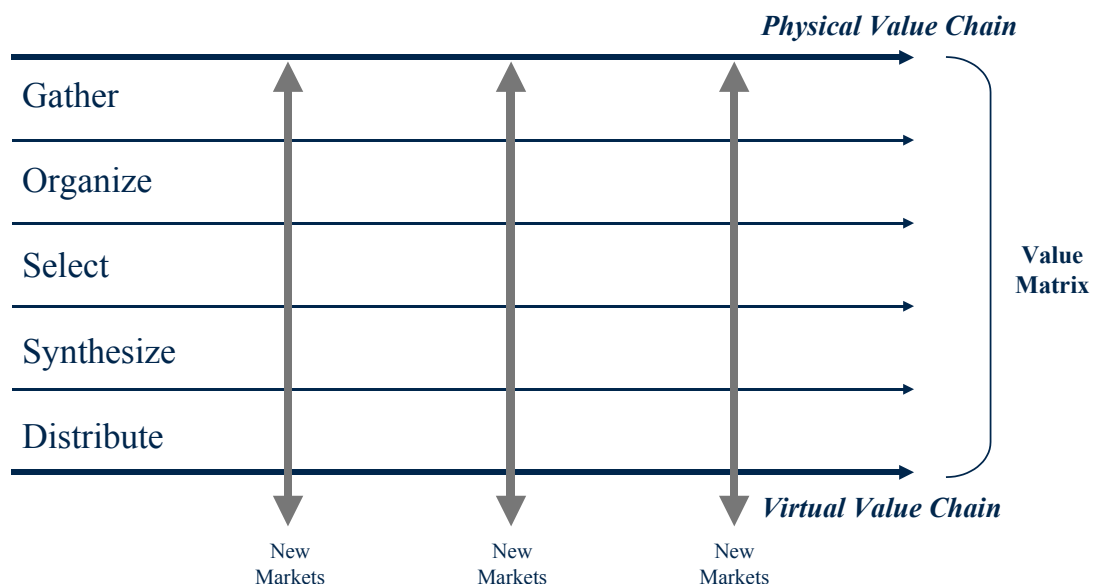 Physical Value Chain
Gather
Organize
Select
Synthesize
Distribute
Value
Matrix
Virtual Value Chain
New
Markets
New
Markets
New
Markets